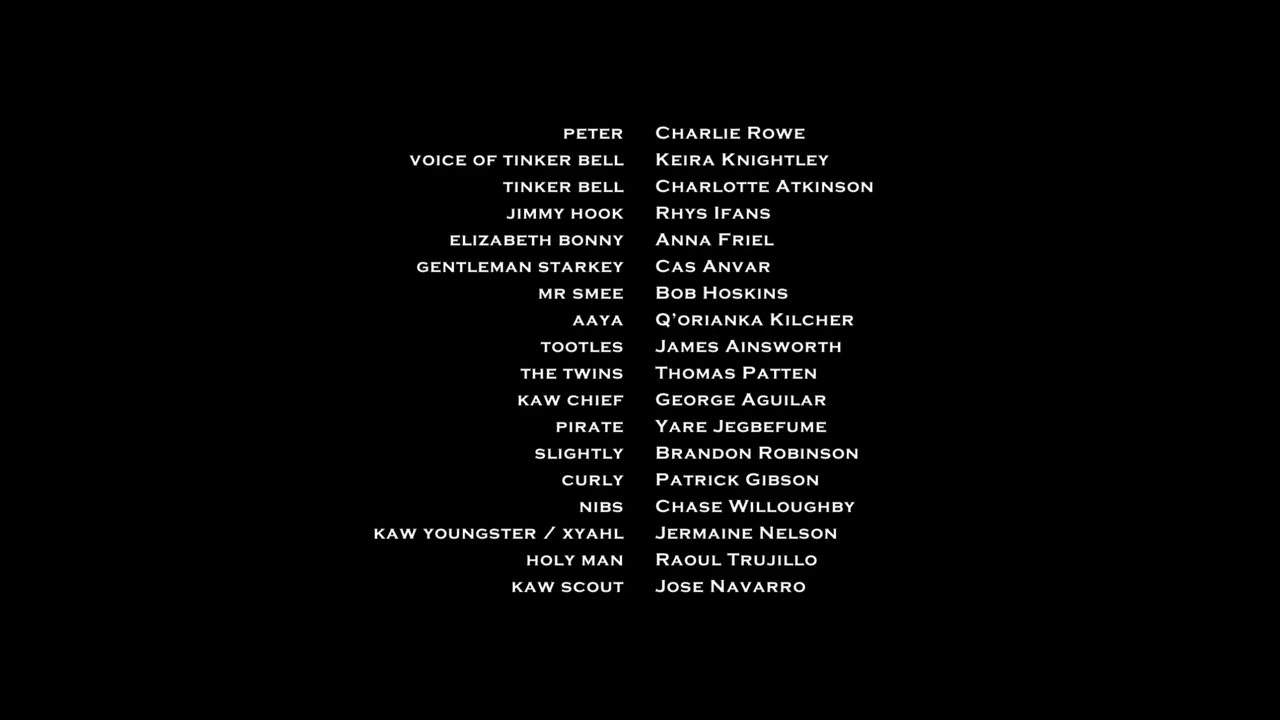 PETER CHARLIE ROWE
VOICE OF TINKER BELL KEIRA KNIGHTLEY
TINKER BELL CHARLOTTE ATKINSON
JIMMY HOOK RHYS IFANS
ELIZABETH BONNY ANNA FRIEL
GENTLEMAN STARKEY CAS ANVAR
MR SMEE BOB HOSKINS
AAYA Q'ORIANKA KILCHER
TOOTLES JAMES AINSWORTH
THE TWINS THOMAS PATTEN
KAW CHIEF GEORGE AGUILAR
PIRATE YARE JEGBEFUME
SLIGHTLY BRANDON ROBINSON
CURLY PATRICK GIBSON
NIBS CHASE WILLOUGHBY
KAW YOUNGSTER / XYAHL JERMAINE NELSON
HOLY MAN RAOUL TRUJILLO
KAW SCOUT JOSE NAVARRO